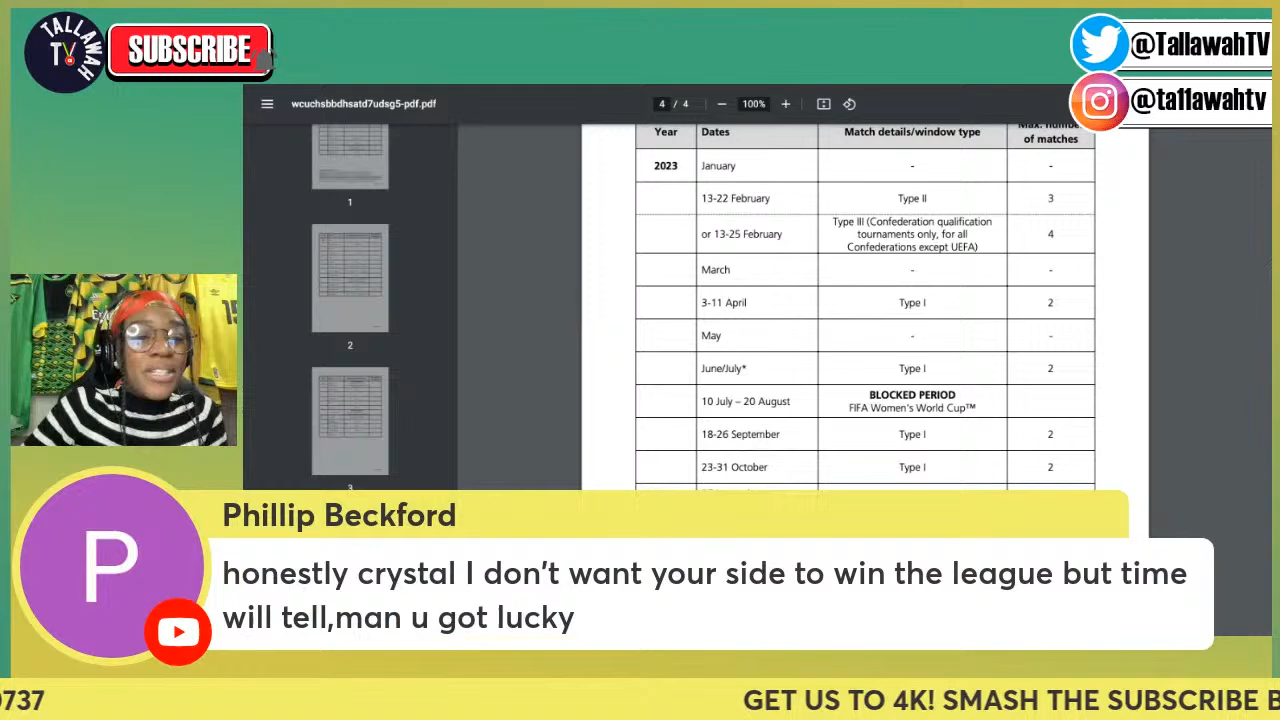 TALLAWAH
TV
SUBSCRIBE
@TallawahTV
@ta11awahtv
wcuchsbbdhsatd7udsg5-pdf.pdf
4 / 4
100%
1
2
3
Year Dates Match details/window type Max. number
of matches
2023 January - -
13-22 February Type II 3
or 13-25 February Type III (Confederation qualification
tournaments only, for all
Confederations except UEFA) 4
March - -
3-11 April Type I 2
May - -
June/July* Type I 2
10 July – 20 August BLOCKED PERIOD
FIFA Women's World Cup™
18-26 September Type I 2
23-31 October Type I 2
15
P
Phillip Beckford
honestly crystal I don't want your side to win the league but time
will tell,man u got lucky
0737
GET US TO 4K! SMASH THE SUBSCRIBE B